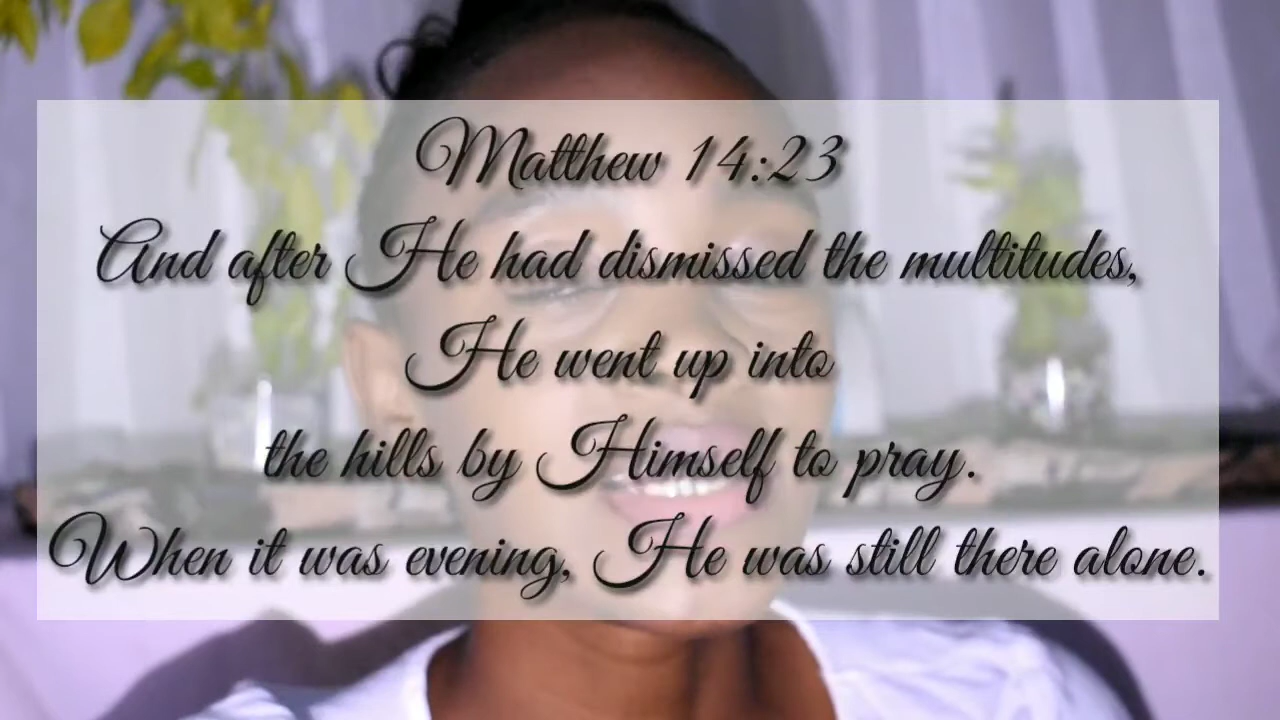 Matthew 14:23
And after He had dismissed the multitudes,
He went up into
the hills by Himself to pray.
When it was evening, He was still there alone.